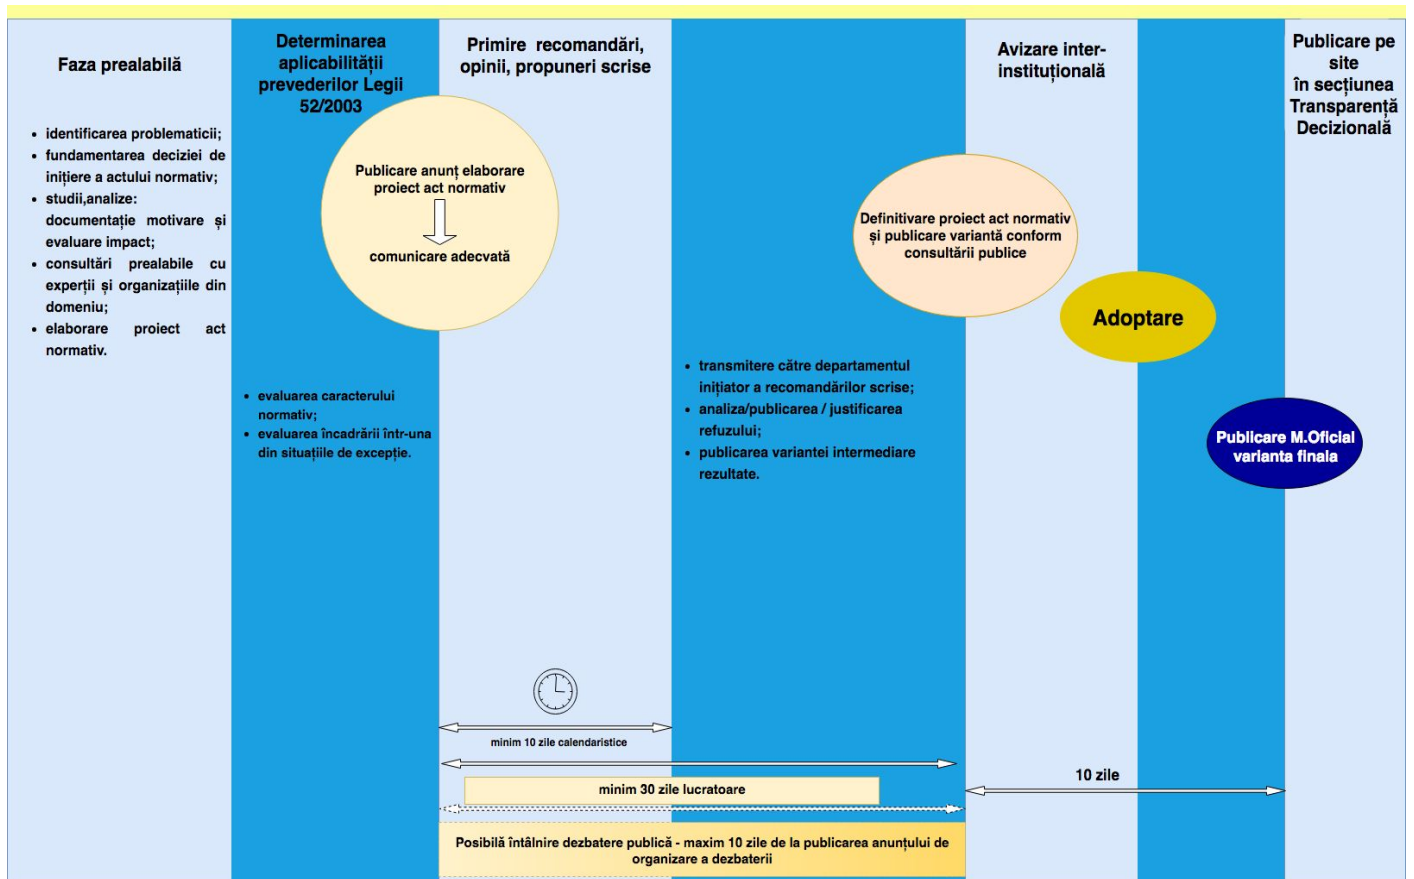 Faza prealabilă
• identificarea problematicii;
• fundamentarea deciziei de
inițiere a actului normativ;
• studii,analize:
documentație motivare și
evaluare impact;
• consultări prealabile cu
experții și organizațiile din
domeniu;
• elaborare proiect act
normativ.
Determinarea
aplicabilității
prevederilor Legii
52/2003
Publicare anunț elaborare
proiect act normativ
comunicare adecvată
• evaluarea caracterului
normativ;
• evaluarea încadrării într-una
din situațiile de excepție.
Primire recomandări,
opinii, propuneri scrise
• transmitere către departamentul
inițiator a recomandărilor scrise;
• analiza/publicarea / justificarea
refuzului;
• publicarea variantei intermediare
rezultate.
Avizare inter-
instituțională
Definitivare proiect act normativ
și publicare variantă conform
consultării publice
Adoptare
Publicare pe
site
în secțiunea
Transparență
Decizională
Publicare M.Oficial
varianta finala
minim 10 zile calendaristice
minim 30 zile lucratoare
10 zile
Posibilă întâlnire dezbatere publică - maxim 10 zile de la publicarea anunțului de
organizare a dezbaterii